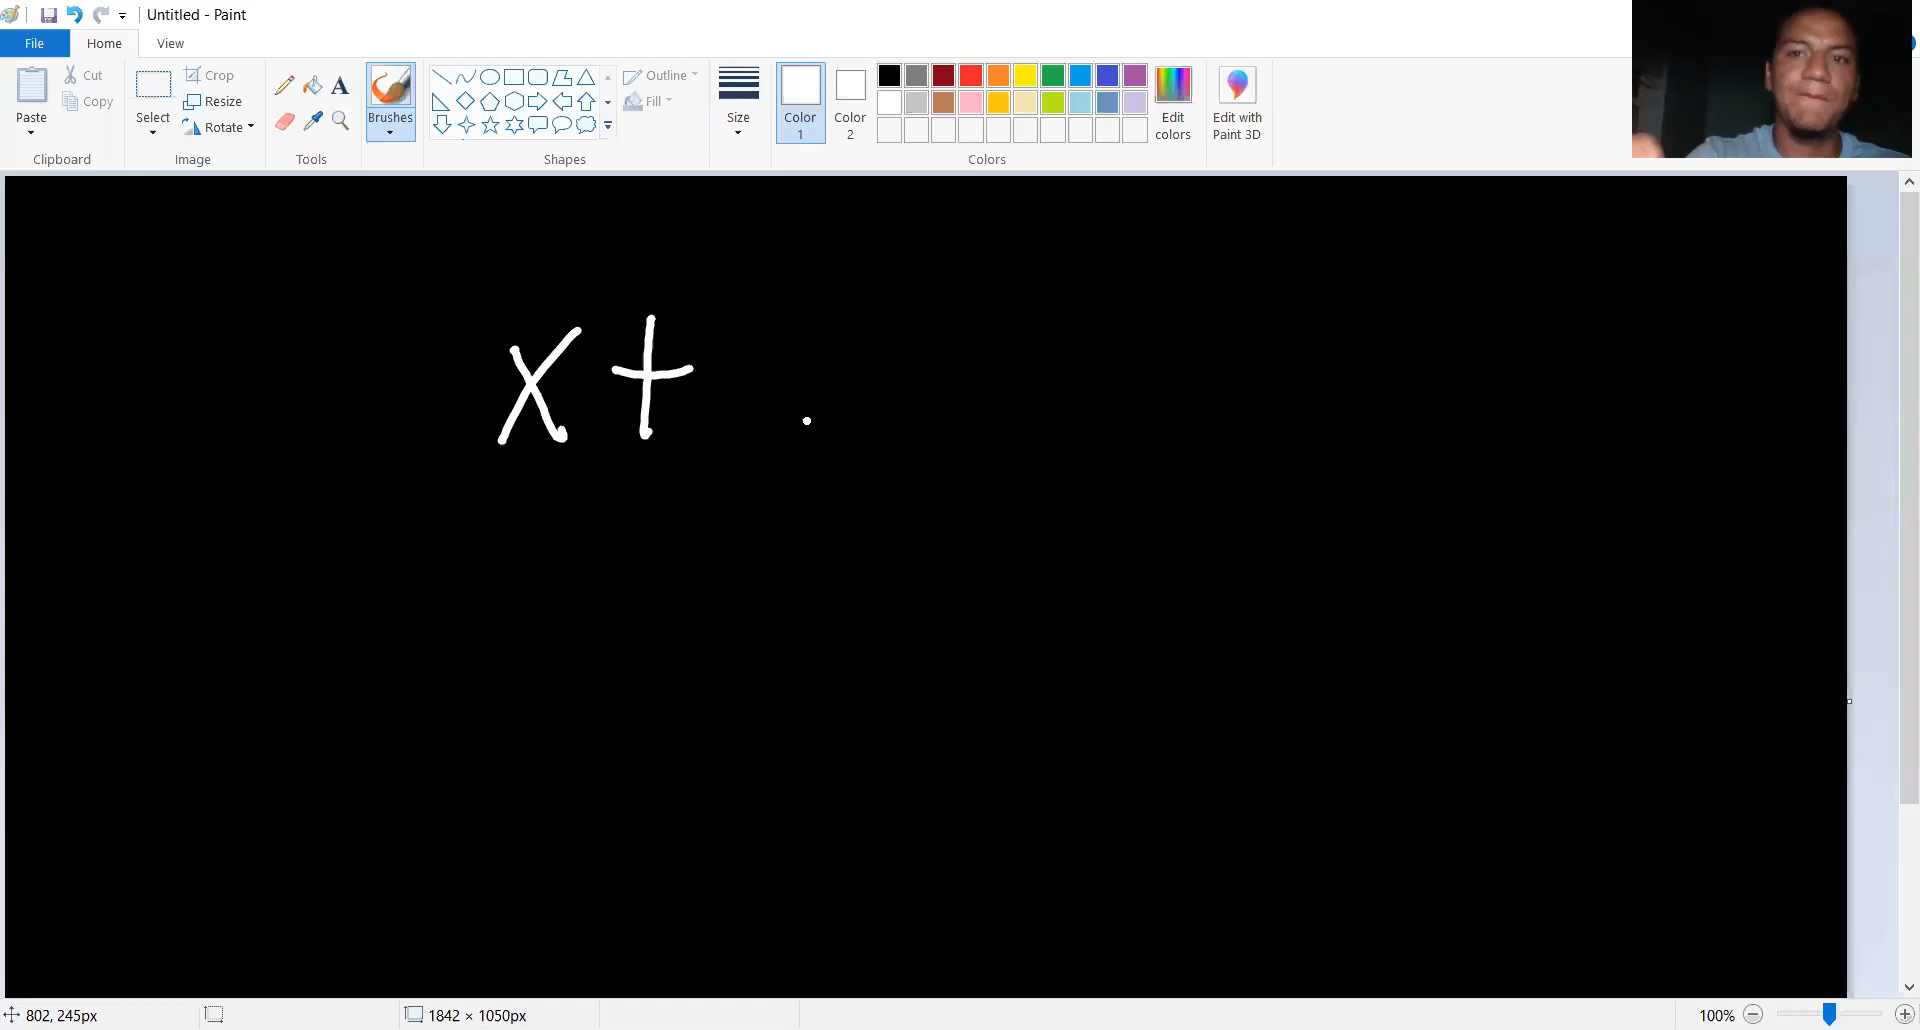 Untitled - Paint
File Home View
Paste
Cut
Copy
Clipboard
Select
Crop
Resize
Rotate
Image
Tools
Brushes
Outline
Fill
Shapes
Size
Color 1
Color 2
Edit colors
Colors
Edit with Paint 3D
x +
802, 245px
1842 × 1050px
100%